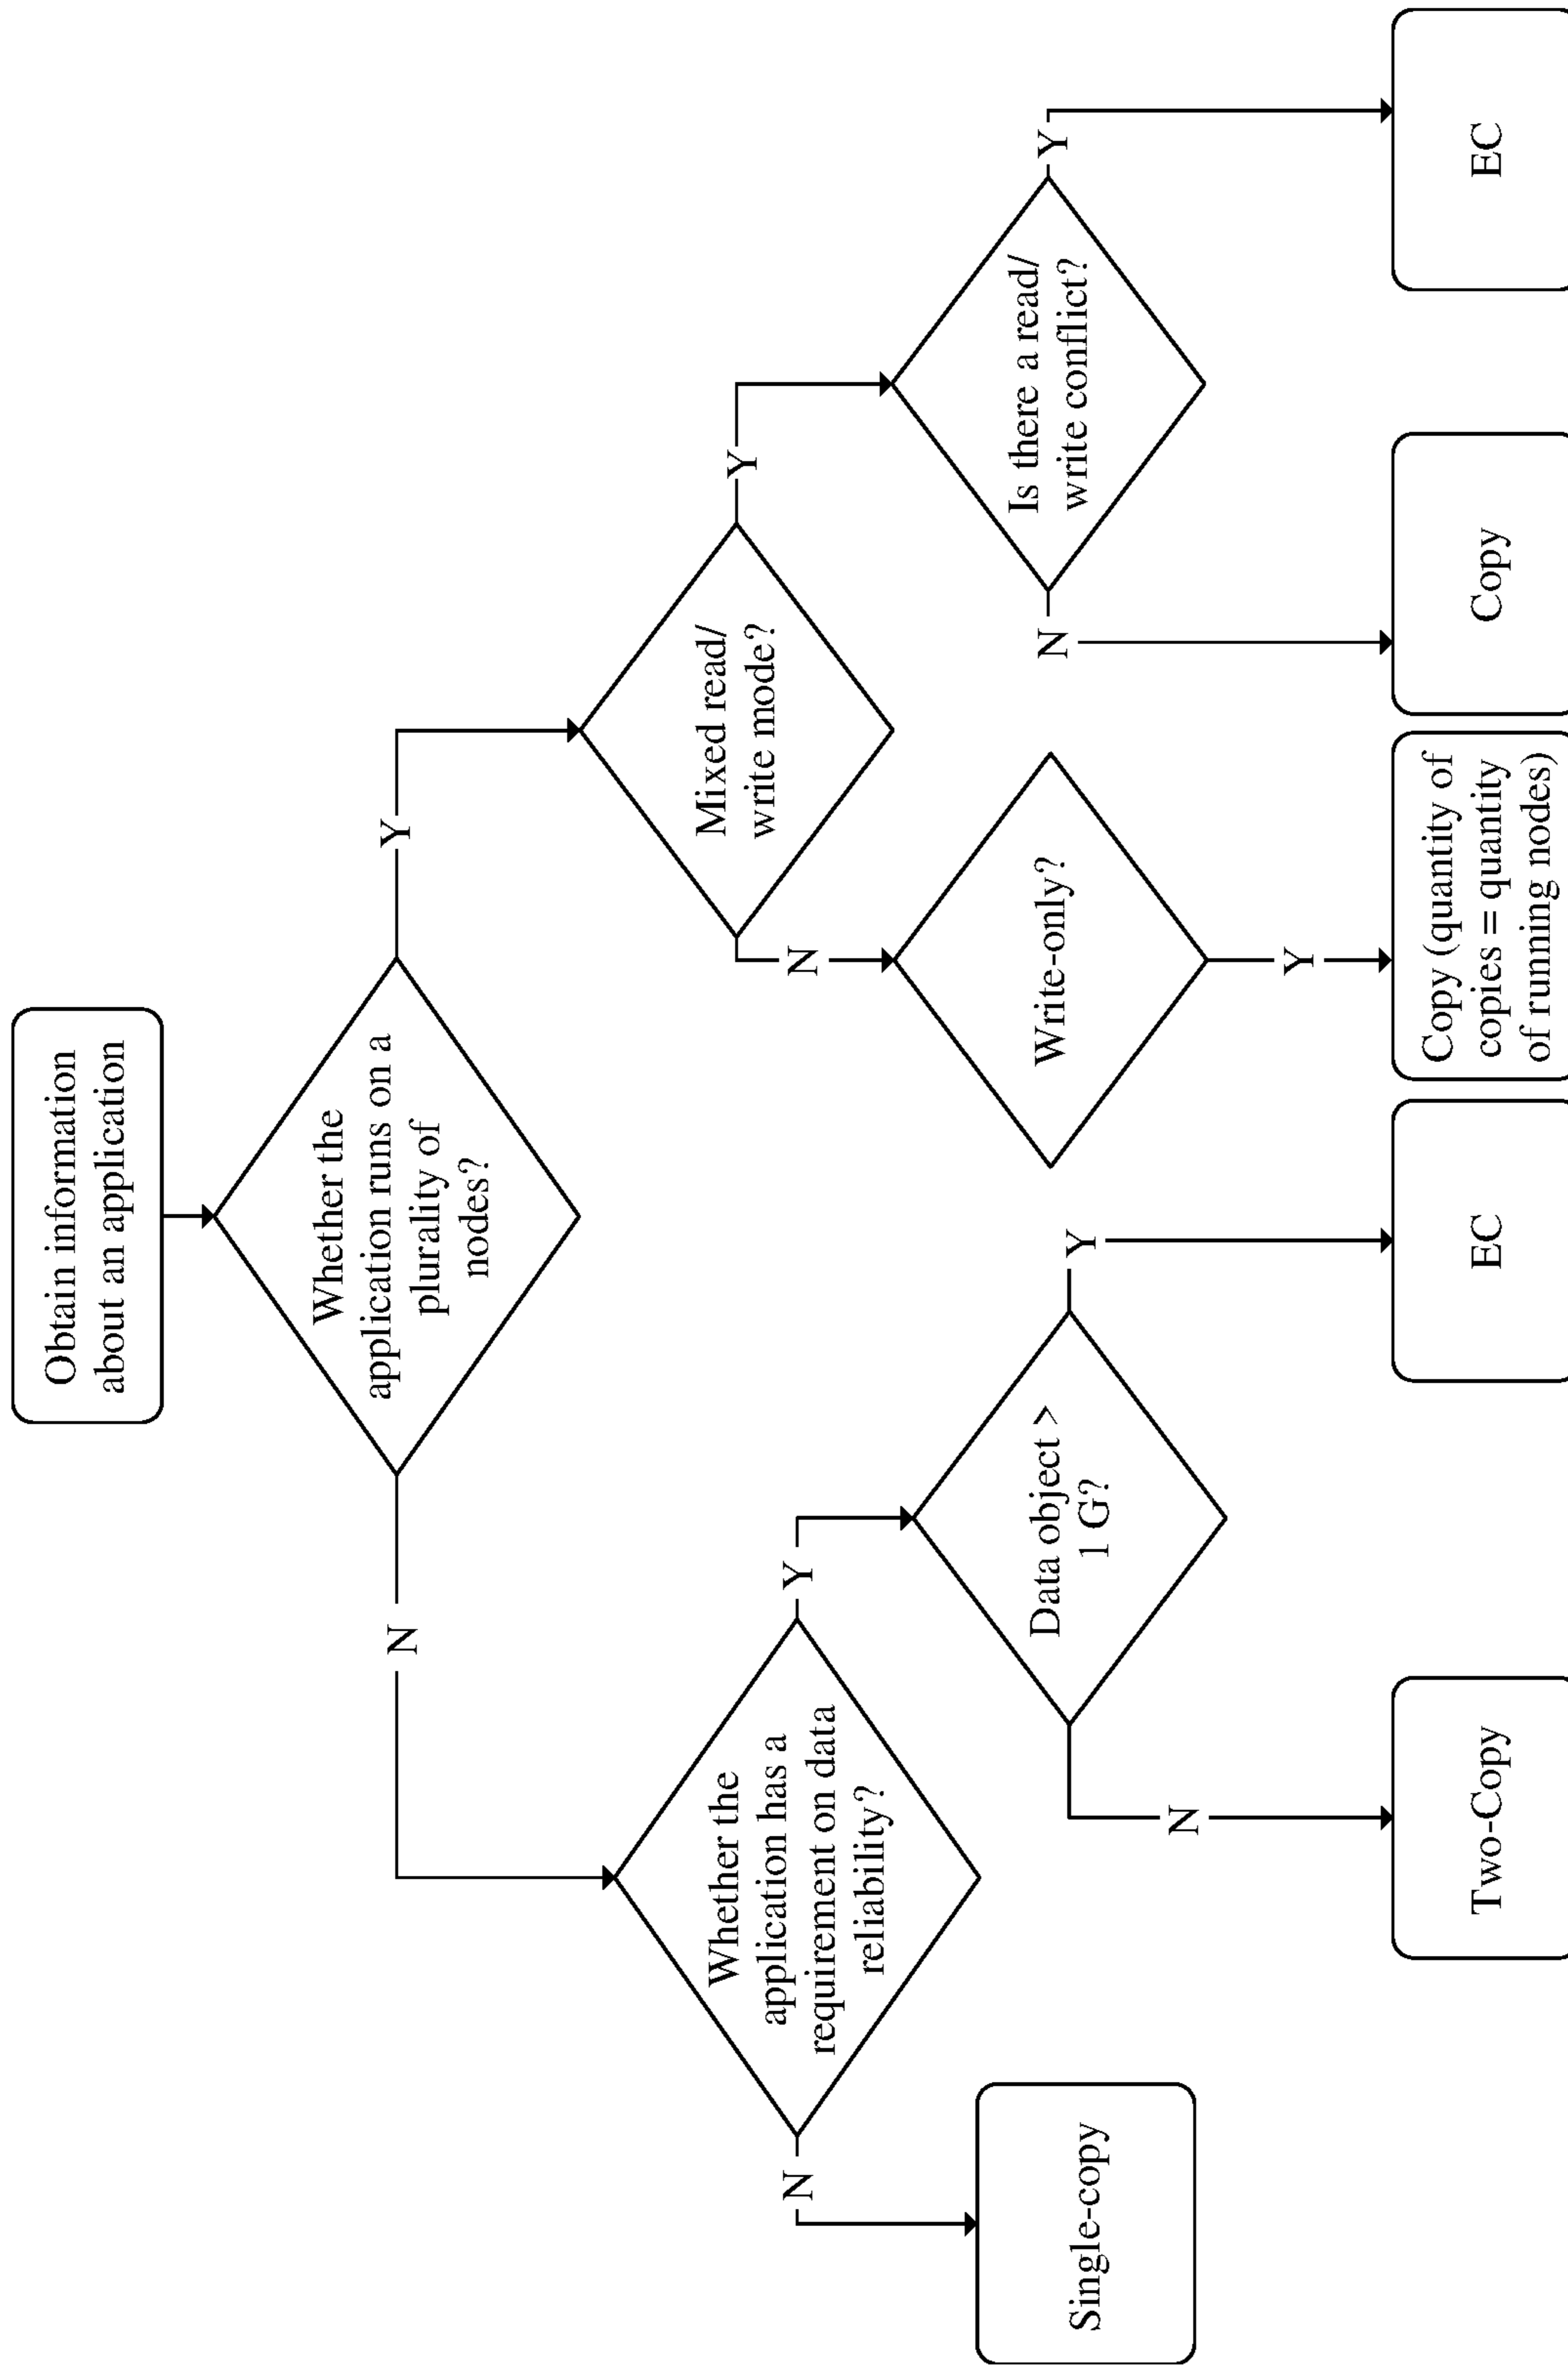 Obtain information
about an application
Whether the
application runs on a
plurality of
nodes?
N
Y
Whether the
application has a
requirement on data
reliability?
Mixed read/
write mode?
N
Y
N
Y
Single-copy
Data object >
1 G?
Write-only?
Is there a read/
write conflict?
N
Y
Y
N
Y
Two-Copy
EC
Copy (quantity of
copies = quantity
of running nodes)
Copy
EC